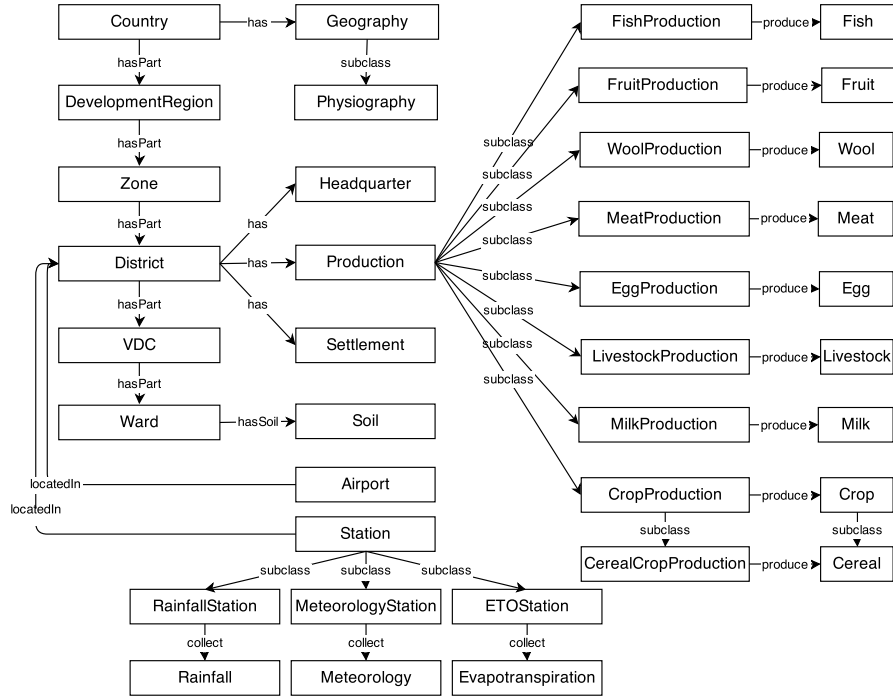 Country
has
Geography
FishProduction
produce
Fish
hasPart
subclass
DevelopmentRegion
Physiography
FruitProduction
produce
Fruit
hasPart
subclass
WoolProduction
produce
Wool
subclass
Zone
Headquarter
subclass
hasPart
has
MeatProduction
produce
Meat
subclass
District
has
Production
subclass
EggProduction
produce
Egg
hasPart
has
subclass
VDC
Settlement
subclass
LivestockProduction
produce
Livestock
hasPart
subclass
Ward
hasSoil
Soil
MilkProduction
produce
Milk
locatedIn
Airport
CropProduction
produce
Crop
locatedIn
Station
subclass
subclass
subclass
subclass
subclass
CerealCropProduction
produce
Cereal
RainfallStation
MeteorologyStation
ETOStation
collect
collect
collect
Rainfall
Meteorology
Evapotranspiration